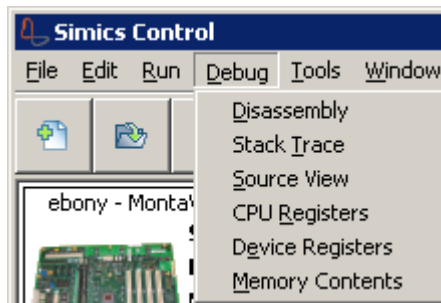 Simics Control
File Edit Run Debug Tools Window
Disassembly
Stack Trace
Source View
CPU Registers
Device Registers
Memory Contents
ebony -